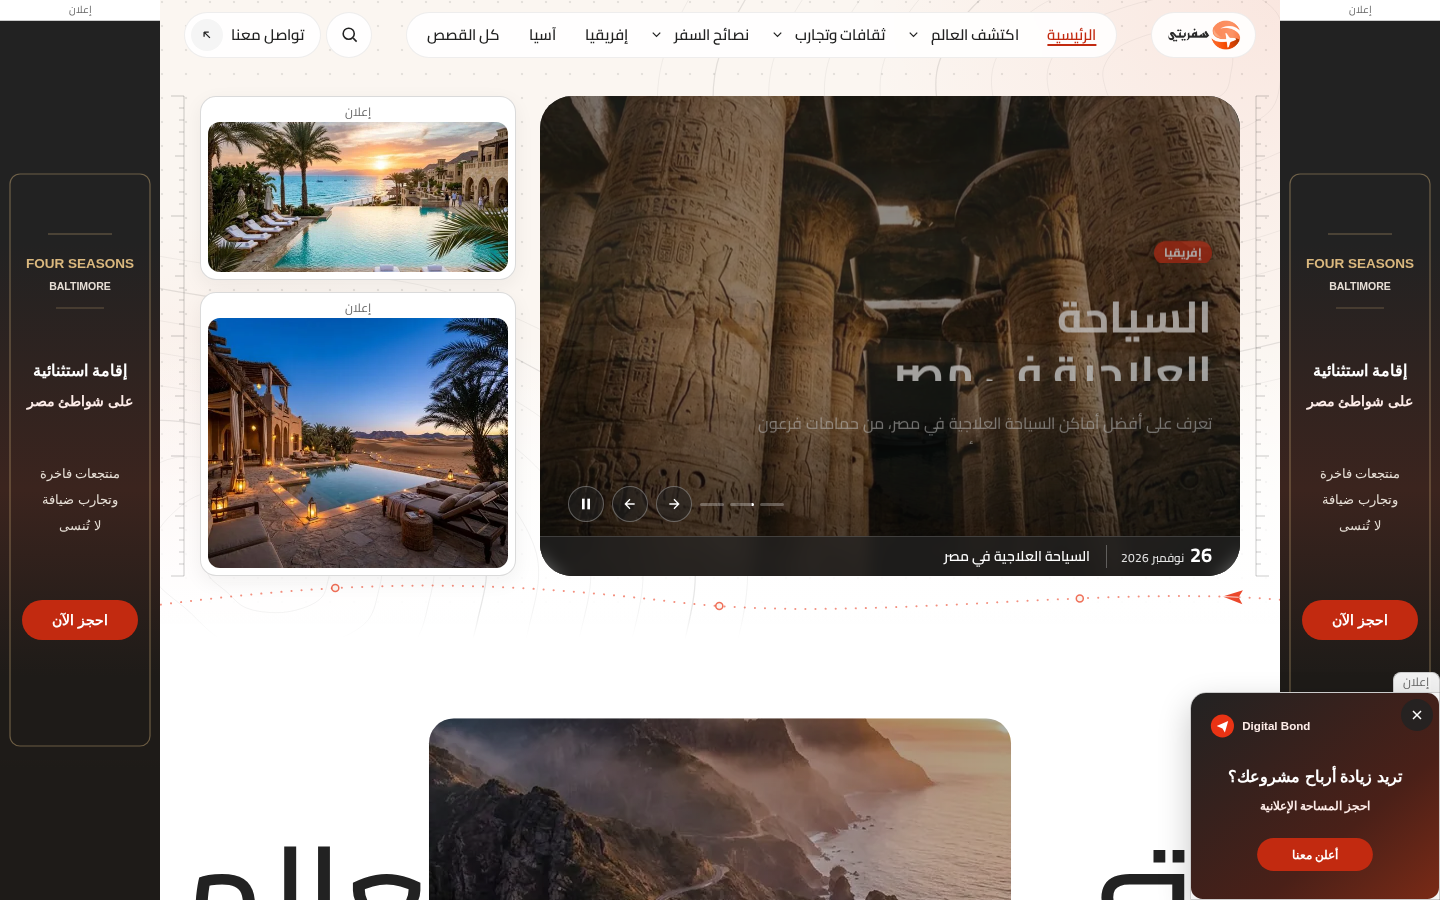 إعلان
إعلان
سفريتي
الرئيسية
اكتشف العالم
ثقافات وتجارب
نصائح السفر
إفريقيا
آسيا
كل القصص
تواصل معنا
إفريقيا
السياحة
العلاجية في مصر
تعرف على أفضل أماكن السياحة العلاجية في مصر، من حمامات فرعون
26 نوفمبر 2026
السياحة العلاجية في مصر
إعلان
إعلان
FOUR SEASONS
BALTIMORE
إقامة استثنائية
على شواطئ مصر
منتجعات فاخرة
وتجارب ضيافة
لا تُنسى
احجز الآن
FOUR SEASONS
BALTIMORE
إقامة استثنائية
على شواطئ مصر
منتجعات فاخرة
وتجارب ضيافة
لا تُنسى
احجز الآن
إعلان
Digital Bond
تريد زيادة أرباح مشروعك؟
احجز المساحة الإعلانية
أعلن معنا